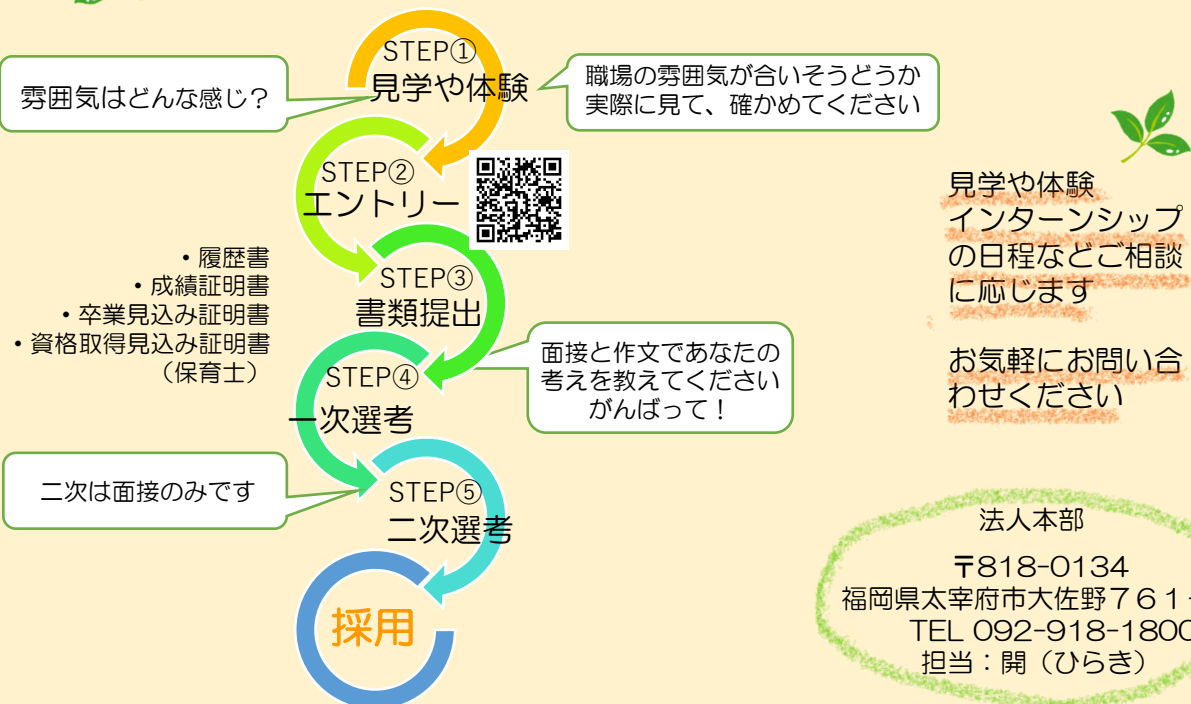 STEP①
見学や体験
雰囲気はどんな感じ？
職場の雰囲気が合いそうどうか
実際に見て、確かめてください
STEP②
エントリー
STEP③
書類提出
・履歴書
・成績証明書
・卒業見込み証明書
・資格取得見込み証明書
（保育士）
STEP④
一次選考
面接と作文であなたの
考えを教えてください
がんばって！
二次は面接のみです
STEP⑤
二次選考
採用
見学や体験
インターンシップ
の日程などご相談
に応じます
お気軽にお問い合
わせください
法人本部
〒818-0134
福岡県太宰府市大佐野７６１
TEL 092-918-1800
担当：開（ひらき）